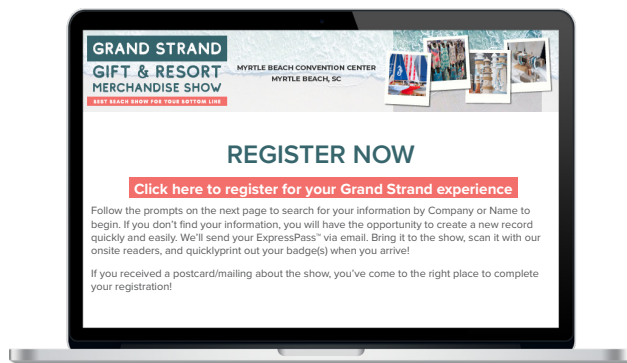 GRAND STRAND
GIFT & RESORT
MERCHANDISE SHOW
BEST BEACH SHOW FOR YOUR BOTTOM LINE
MYRTLE BEACH CONVENTION CENTER
MYRTLE BEACH, SC
REGISTER NOW
Click here to register for your Grand Strand experience
Follow the prompts on the next page to search for your information by Company or Name to
begin. If you don't find your information, you will have the opportunity to create a new record
quickly and easily. We'll send your ExpressPass™ via email. Bring it to the show, scan it with our
onsite readers, and quicklyprint out your badge(s) when you arrive!
If you received a postcard/mailing about the show, you've come to the right place to complete
your registration!